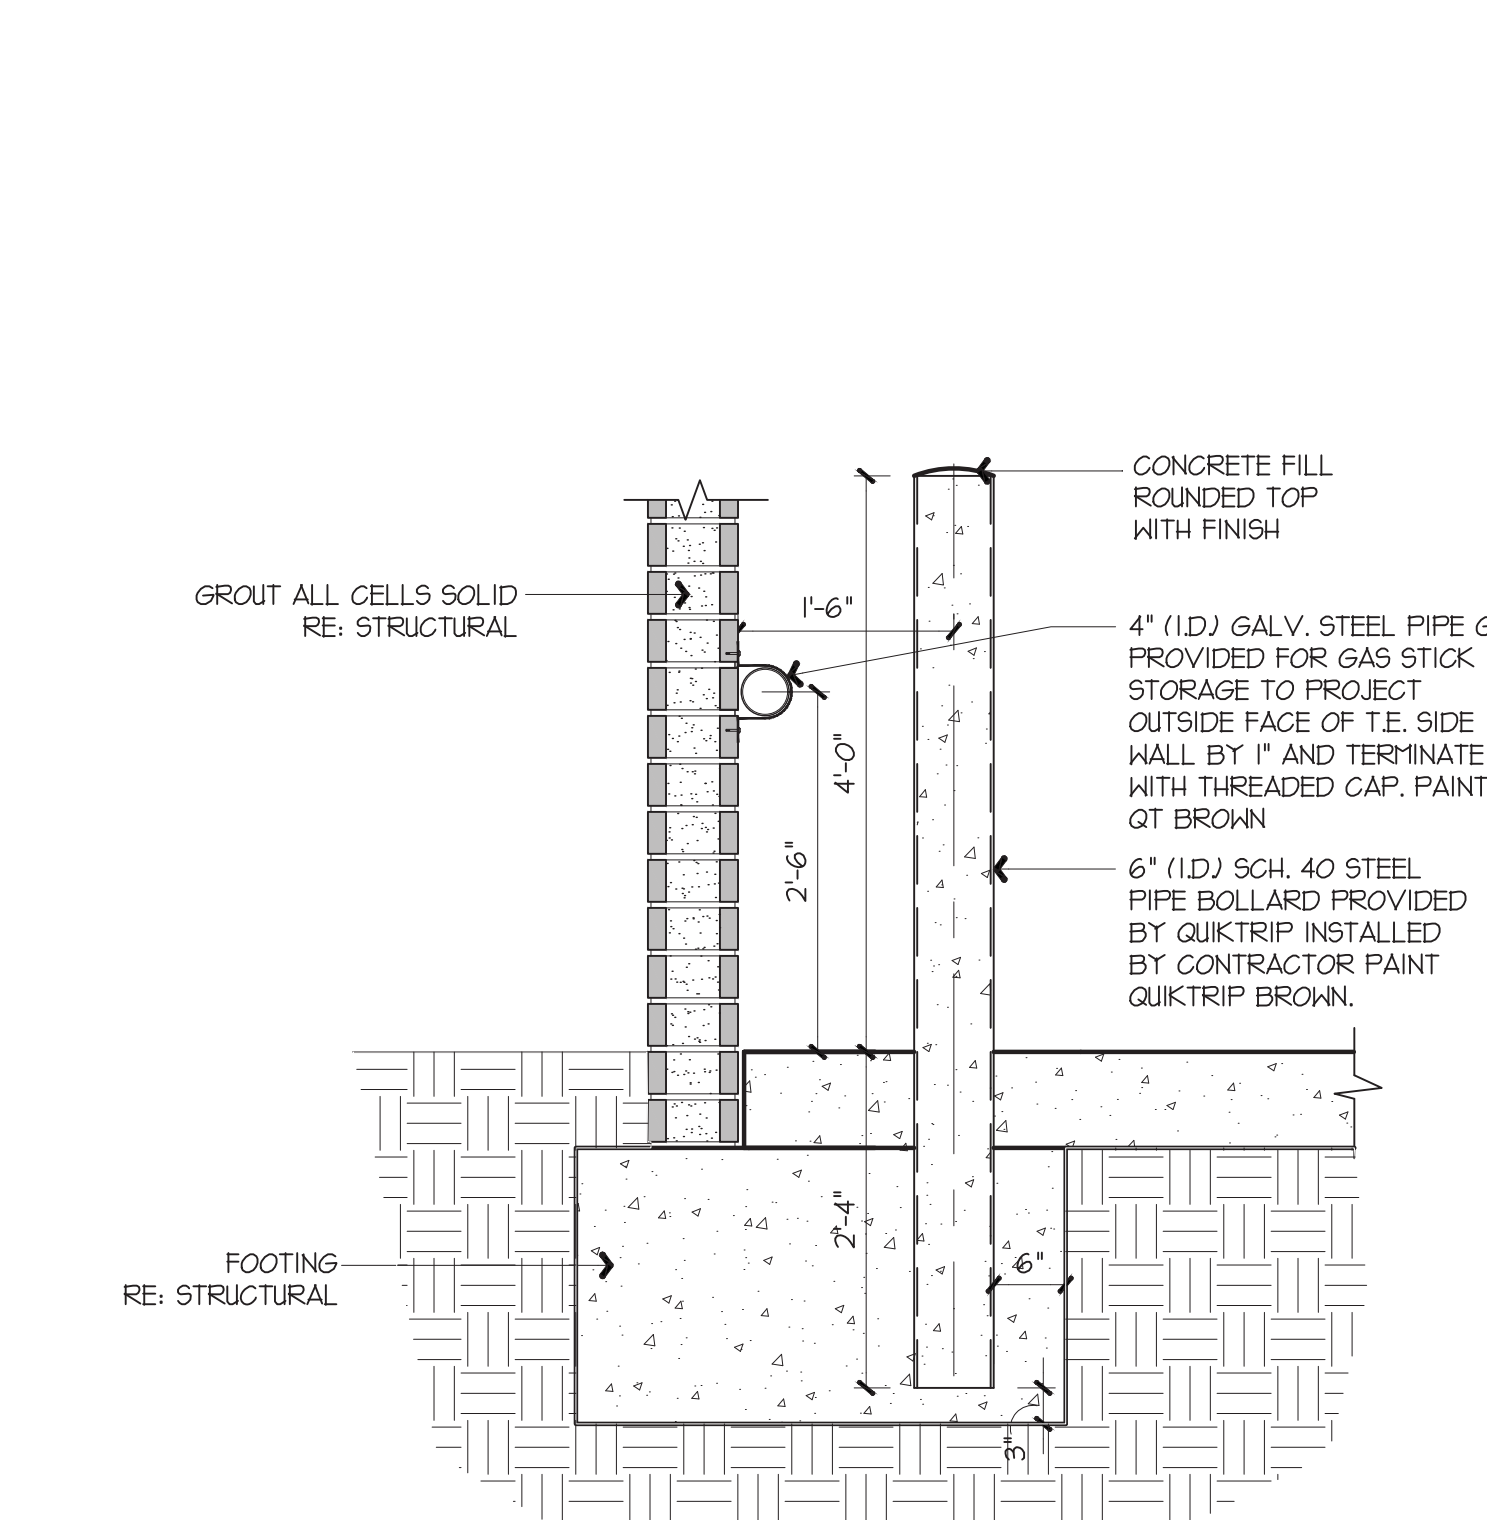 CONCRETE FILL
ROUNDED TOP
WITH FINISH
GROUT ALL CELLS SOLID
RE: STRUCTURAL
1'-6"
4" (I.D.) GALV. STEEL PIPE
PROVIDED FOR GAS STICK
STORAGE TO PROJECT
OUTSIDE FACE OF T.E. SIDE
WALL BY 1" AND TERMINATE
WITH THREADED CAP. PAINT
QT BROWN
4'-0"
2'-6"
6" (I.D.) SCH. 40 STEEL
PIPE BOLLARD PROVIDED
BY QUIKTRIP INSTALLED
BY CONTRACTOR PAINT
QUIKTRIP BROWN.
2'-4"
6"
FOOTING
RE: STRUCTURAL
3"